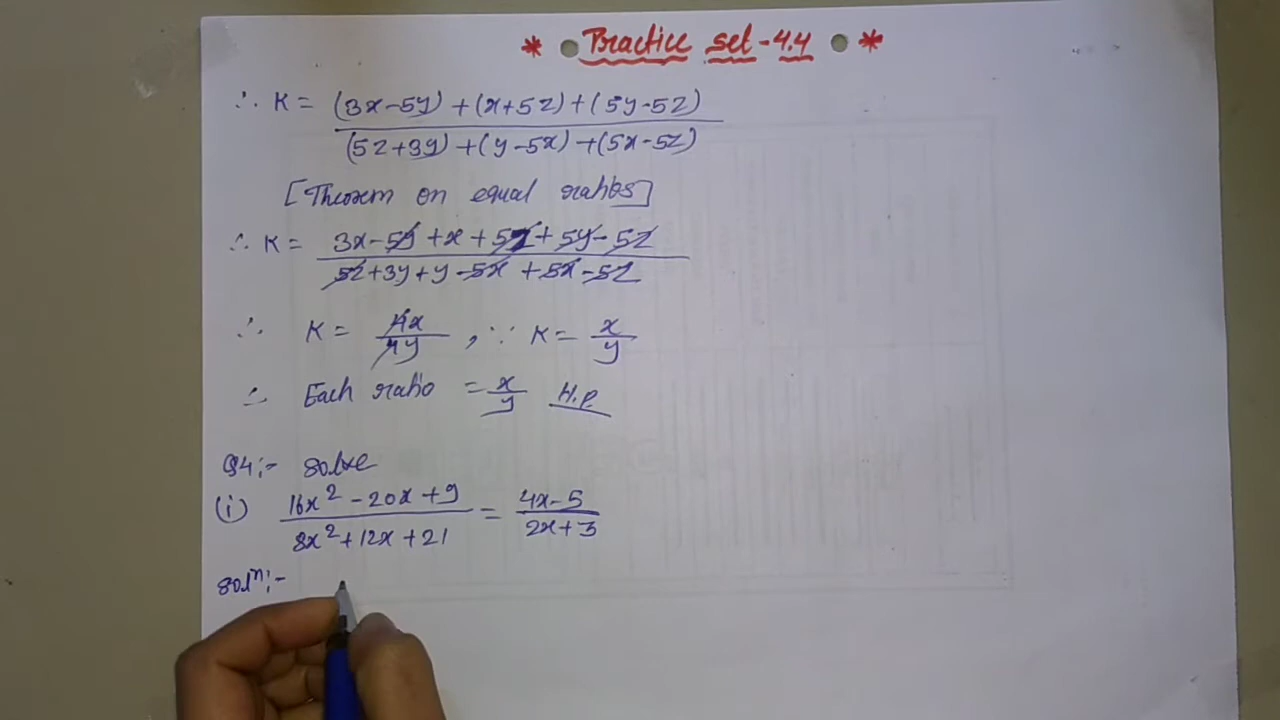 * Practice set-4.4 *
∴ K = (3x-5y)+(x+5z)+(5y-5z) / (5z+3y)+(y-5x)+(5x-5z)
[Theorem on equal ratios]
∴ K = 3x-5y+x+5z+5y-5z / 5z+3y+y-5x+5x-5z
∴ K = 4x/4y , ∵ K = x/y
∴ Each ratio = x/y H.P
Q4:- Solve
(i) 16x²-20x+9 / 8x²+12x+21 = 4x-5 / 2x+3
Solⁿ:-